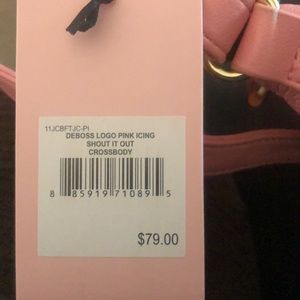 11JCBFTJC-PI
DEBOSS LOGO PINK ICING
SHOUT IT OUT
CROSSBODY
8 85919 71089 5
$79.00